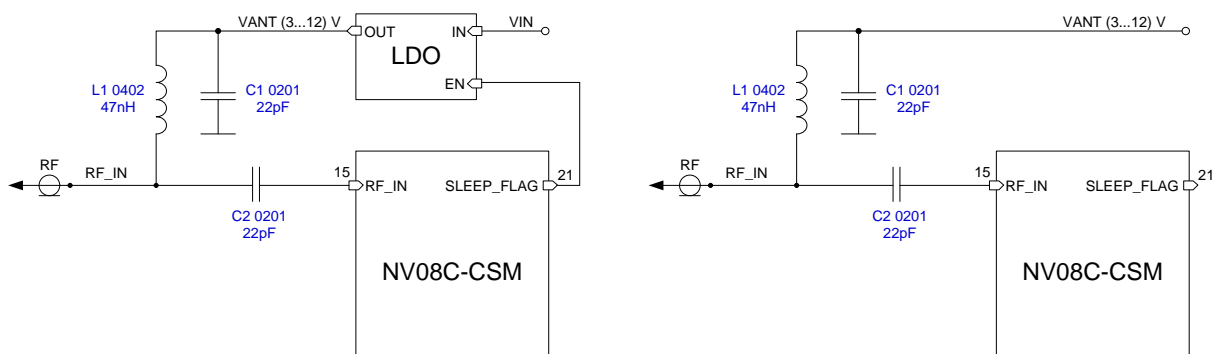 VANT (3...12) V
OUT
IN
VIN
LDO
EN
L1 0402
47nH
C1 0201
22pF
RF
RF_IN
15
RF_IN
SLEEP_FLAG
21
C2 0201
22pF
NV08C-CSM
VANT (3...12) V
L1 0402
47nH
C1 0201
22pF
RF
RF_IN
15
RF_IN
SLEEP_FLAG
21
C2 0201
22pF
NV08C-CSM